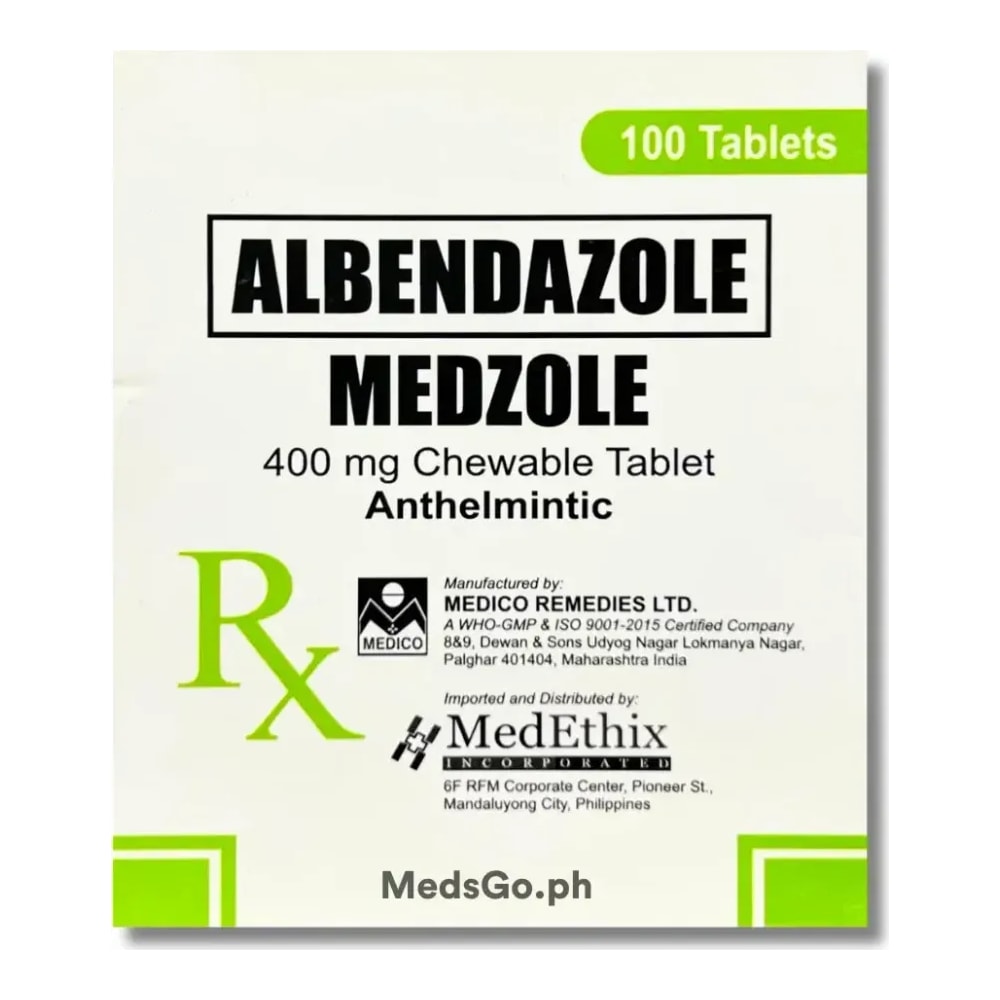 100 Tablets
ALBENDAZOLE
MEDZOLE
400 mg Chewable Tablet
Anthelmintic
Rx
MEDICO
Manufactured by:
MEDICO REMEDIES LTD.
A WHO-GMP & ISO 9001-2015 Certified Company
8&9, Dewan & Sons Udyog Nagar Lokmanya Nagar,
Palghar 401404, Maharashtra India
Imported and Distributed by:
MedEthix
INCORPORATED
6F RFM Corporate Center, Pioneer St.,
Mandaluyong City, Philippines
MedsGo.ph